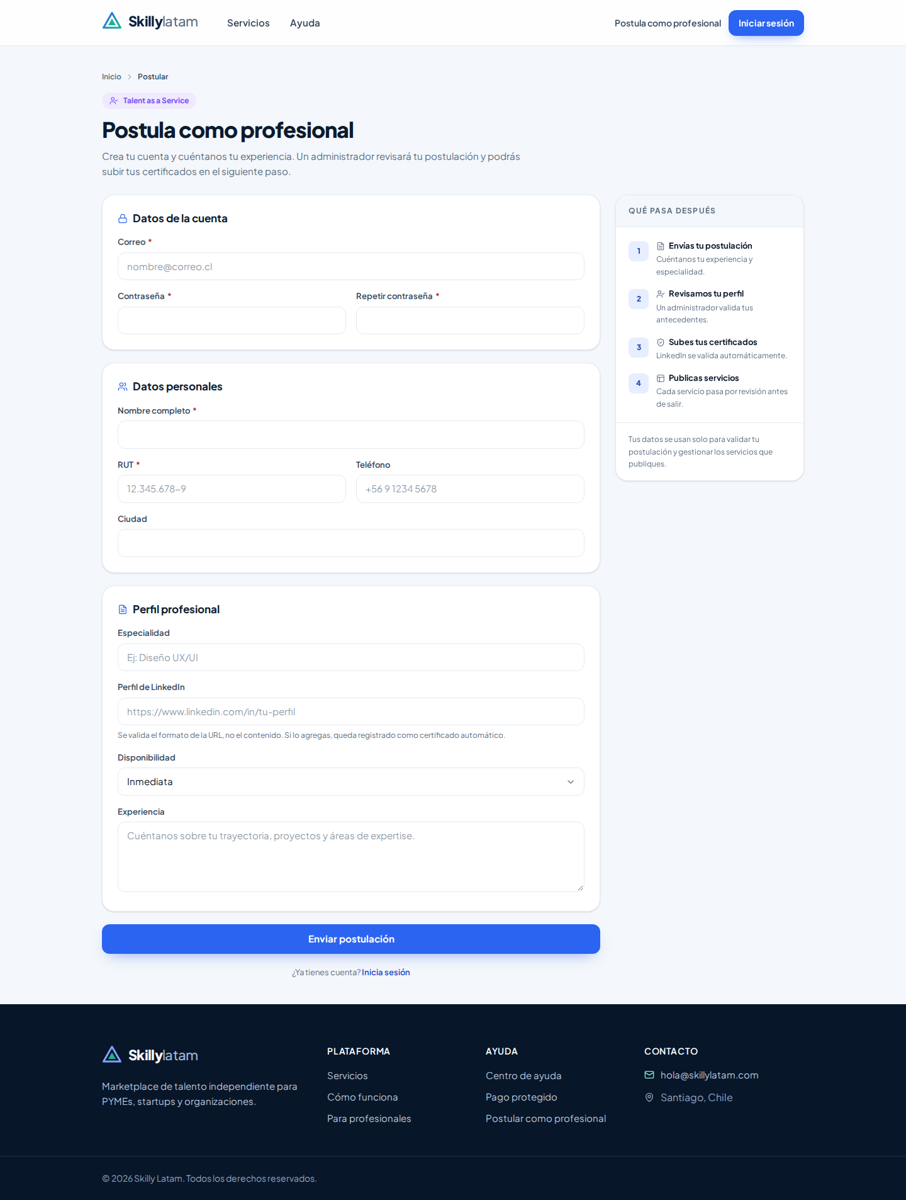 Skillylatam
Servicios
Ayuda
Postula como profesional
Iniciar sesión
Inicio > Postular
Talent as a Service
Postula como profesional
Crea tu cuenta y cuéntanos tu experiencia. Un administrador revisará tu postulación y podrás
subir tus certificados en el siguiente paso.
Datos de la cuenta
Correo *
nombre@correo.cl
Contraseña *
Repetir contraseña *
Datos personales
Nombre completo *
RUT *
Teléfono
12.345.678-9
+56 9 1234 5678
Ciudad
Perfil profesional
Especialidad
Ej: Diseño UX/UI
Perfil de LinkedIn
https://www.linkedin.com/in/tu-perfil
Se valida el formato de la URL, no el contenido. Si lo agregas, queda registrado como certificado automático.
Disponibilidad
Inmediata
Experiencia
Cuéntanos sobre tu trayectoria, proyectos y áreas de expertise.
Enviar postulación
¿Ya tienes cuenta? Inicia sesión
QUÉ PASA DESPUÉS
1
Envías tu postulación
Cuéntanos tu experiencia y
especialidad.
2
Revisamos tu perfil
Un administrador valida tus
antecedentes.
3
Subes tus certificados
LinkedIn se valida automáticamente.
4
Publicas servicios
Cada servicio pasa por revisión antes
de salir.
Tus datos se usan solo para validar tu
postulación y gestionar los servicios que
publiques.
Skillylatam
Marketplace de talento independiente para
PYMEs, startups y organizaciones.
PLATAFORMA
Servicios
Cómo funciona
Para profesionales
AYUDA
Centro de ayuda
Pago protegido
Postular como profesional
CONTACTO
hola@skillylatam.com
Santiago, Chile
© 2026 Skilly Latam. Todos los derechos reservados.